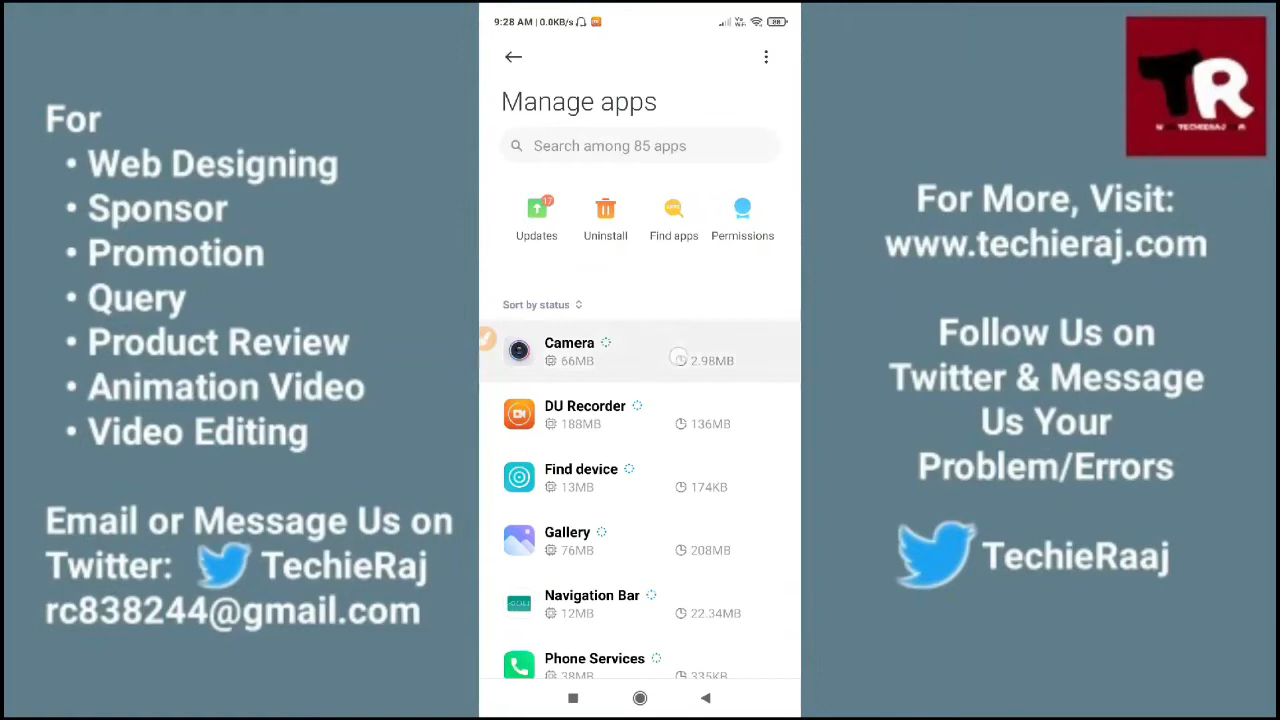 For
• Web Designing
• Sponsor
• Promotion
• Query
• Product Review
• Animation Video
• Video Editing
Email or Message Us on
Twitter: TechieRaj
rc838244@gmail.com
9:28 AM | 0.0KB/s
Manage apps
Search among 85 apps
17
Updates
Uninstall
Find apps
Permissions
Sort by status
Camera
66MB 2.98MB
DU Recorder
188MB 136MB
Find device
13MB 174KB
Gallery
76MB 208MB
Navigation Bar
12MB 22.34MB
Phone Services
38MB 335KB
TR
For More, Visit:
www.techieraj.com
Follow Us on
Twitter & Message
Us Your
Problem/Errors
TechieRaaj